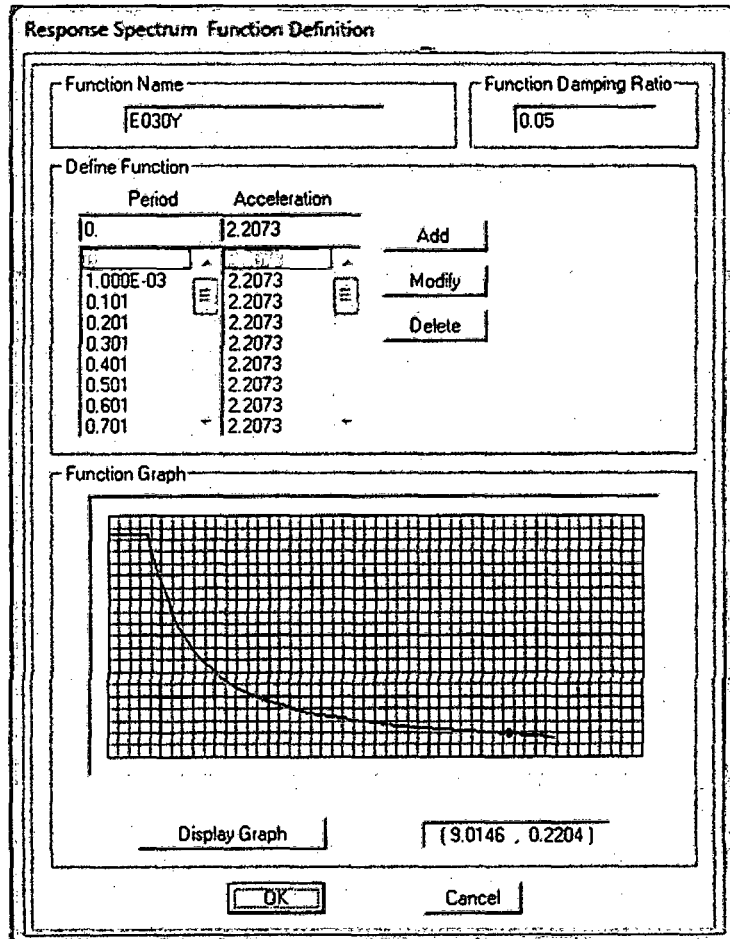 Response Spectrum Function Definition
Function Name
Function Damping Ratio
E030Y
0.05
Define Function
Period Acceleration
0. 2.2073
1.000E-03 2.2073
0.101 2.2073
0.201 2.2073
0.301 2.2073
0.401 2.2073
0.501 2.2073
0.601 2.2073
0.701 2.2073
Add
Modify
Delete
Function Graph
Display Graph
(9.0146 , 0.2204)
OK
Cancel